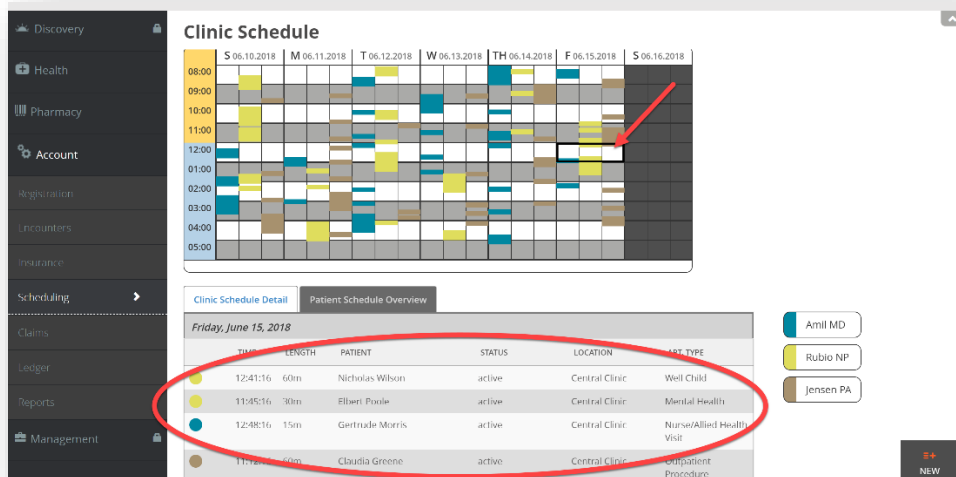 Discovery
Health
Pharmacy
Account
Registration
Encounters
Insurance
Scheduling
Claims
Ledger
Reports
Management
Clinic Schedule
S 06.10.2018 M 06.11.2018 T 06.12.2018 W 06.13.2018 TH 06.14.2018 F 06.15.2018 S 06.16.2018
08:00
09:00
10:00
11:00
12:00
01:00
02:00
03:00
04:00
05:00
Clinic Schedule Detail Patient Schedule Overview
Friday, June 15, 2018
LENGTH PATIENT STATUS LOCATION TYPE
12:41:16 60m Nicholas Wilson active Central Clinic Well Child
11:45:16 30m Elbert Poole active Central Clinic Mental Health
12:48:16 15m Gertrude Morris active Central Clinic Nurse/Allied Health
Visit
Claudia Greene active Central Clinic Outpatient
Procedure
Amil MD
Rubio NP
Jensen PA
NEW